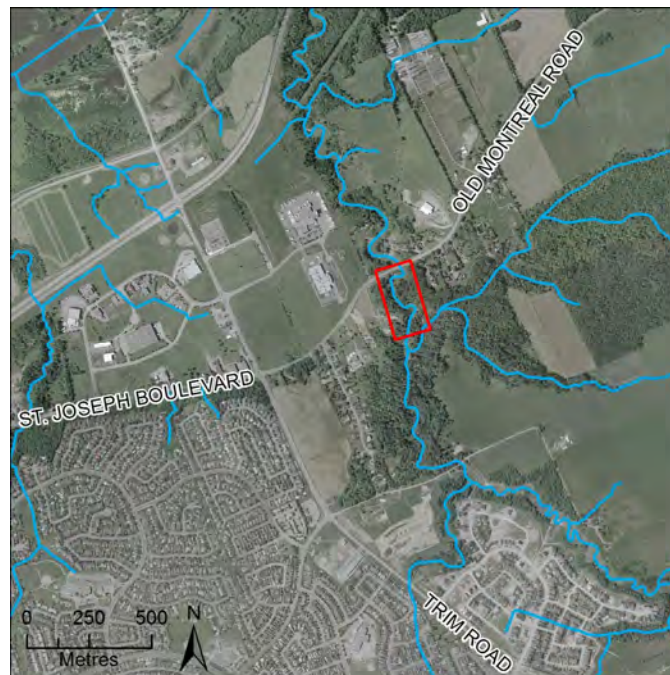 OLD MONTREAL ROAD
ST. JOSEPH BOULEVARD
TRIM ROAD
0 250 500
Metres
N